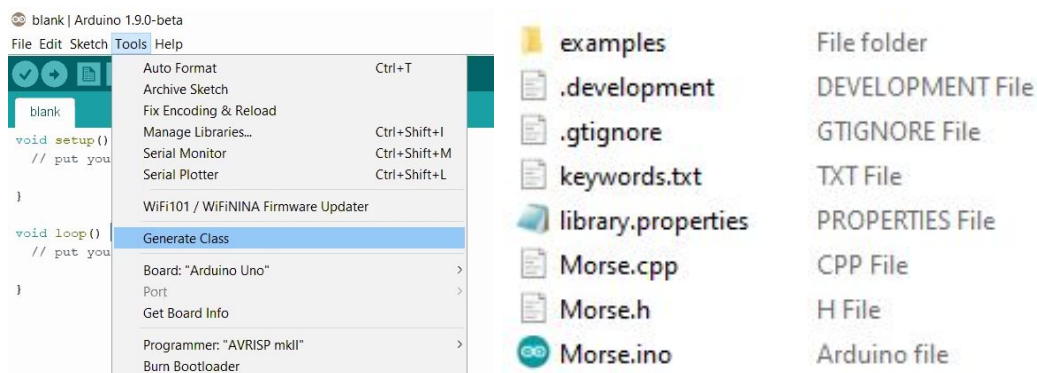 blank | Arduino 1.9.0-beta
File Edit Sketch Tools Help
Auto Format Ctrl+T
Archive Sketch
Fix Encoding & Reload
Manage Libraries... Ctrl+Shift+I
Serial Monitor Ctrl+Shift+M
Serial Plotter Ctrl+Shift+L
WiFi101 / WiFiNINA Firmware Updater
Generate Class
Board: "Arduino Uno"
Port
Get Board Info
Programmer: "AVRISP mkII"
Burn Bootloader
blank
void setup()
// put you
}
void loop()
// put you
}
examples File folder
.development DEVELOPMENT File
.gtignore GTIGNORE File
keywords.txt TXT File
library.properties PROPERTIES File
Morse.cpp CPP File
Morse.h H File
Morse.ino Arduino file